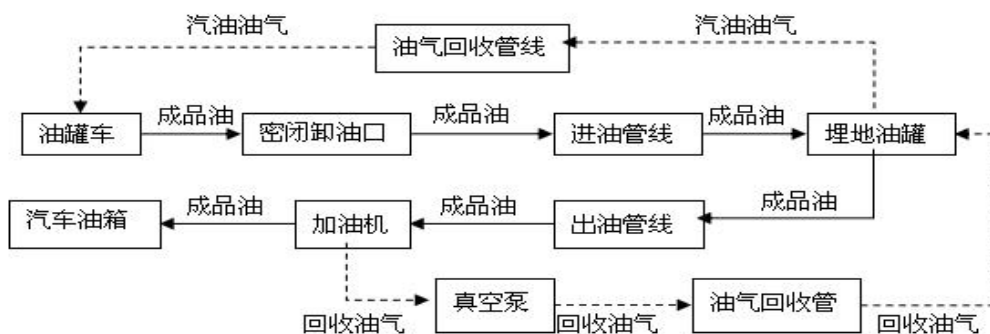 汽油油气
汽油油气
油气回收管线
油罐车
成品油
密闭卸油口
成品油
进油管线
成品油
埋地油罐
汽车油箱
成品油
加油机
成品油
出油管线
成品油
回收油气
真空泵
回收油气
油气回收管
回收油气